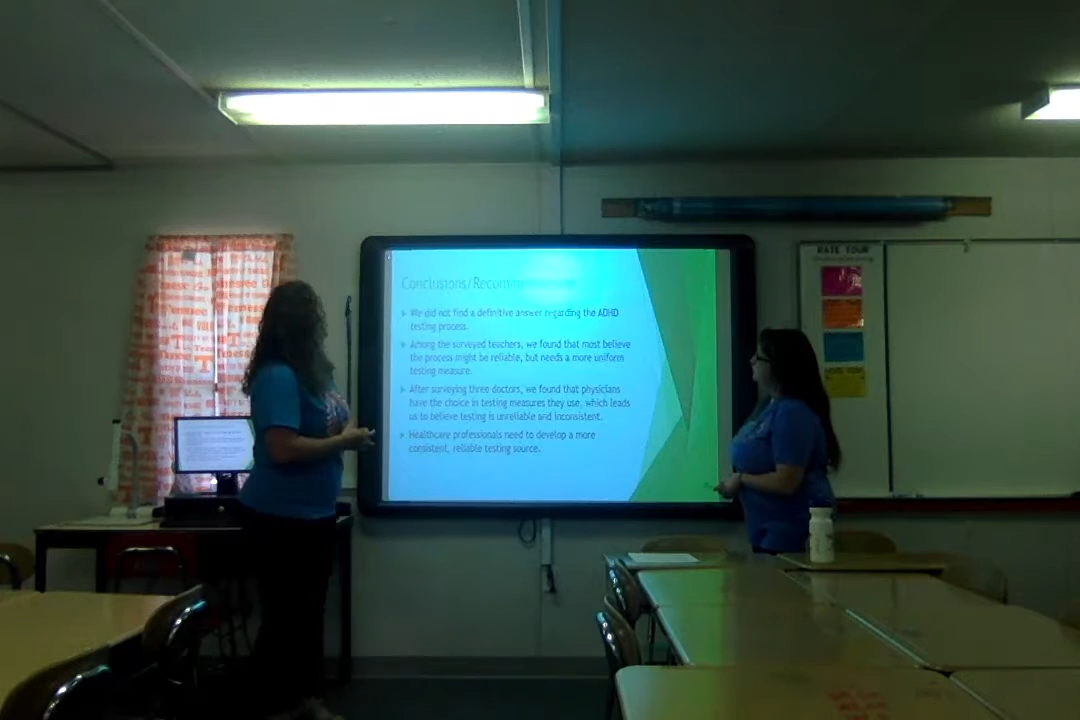 RATE YOUR
Conclusions/Recommendations
We did not find a definitive answer regarding the ADHD
testing process.
Among the surveyed teachers, we found that most believe
the process might be reliable, but needs a more uniform
testing measure.
After surveying three doctors, we found that physicians
have the choice in testing measures they use, which leads
us to believe testing is unreliable and inconsistent.
Healthcare professionals need to develop a more
consistent, reliable testing source.